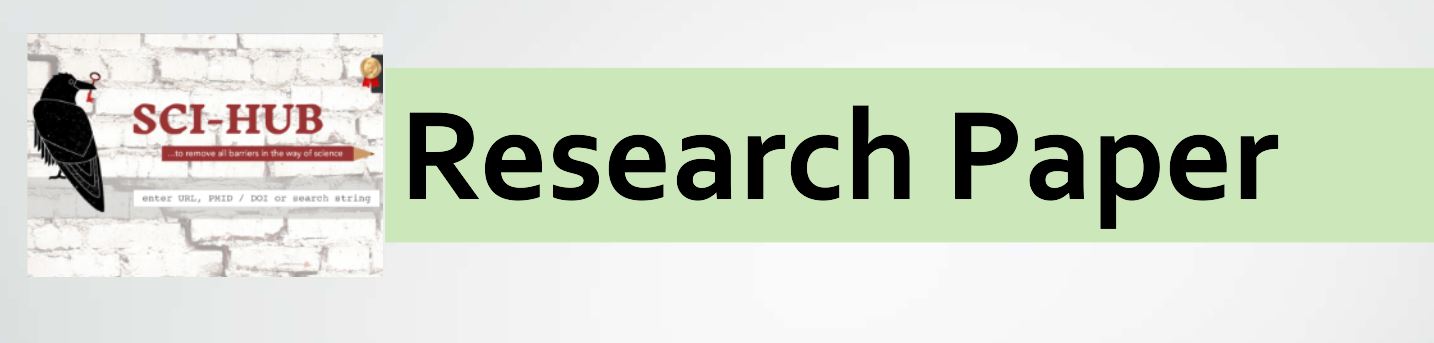 SCI-HUB
...to remove all barriers in the way of science
enter URL, PMID / DOI or search string
Research Paper